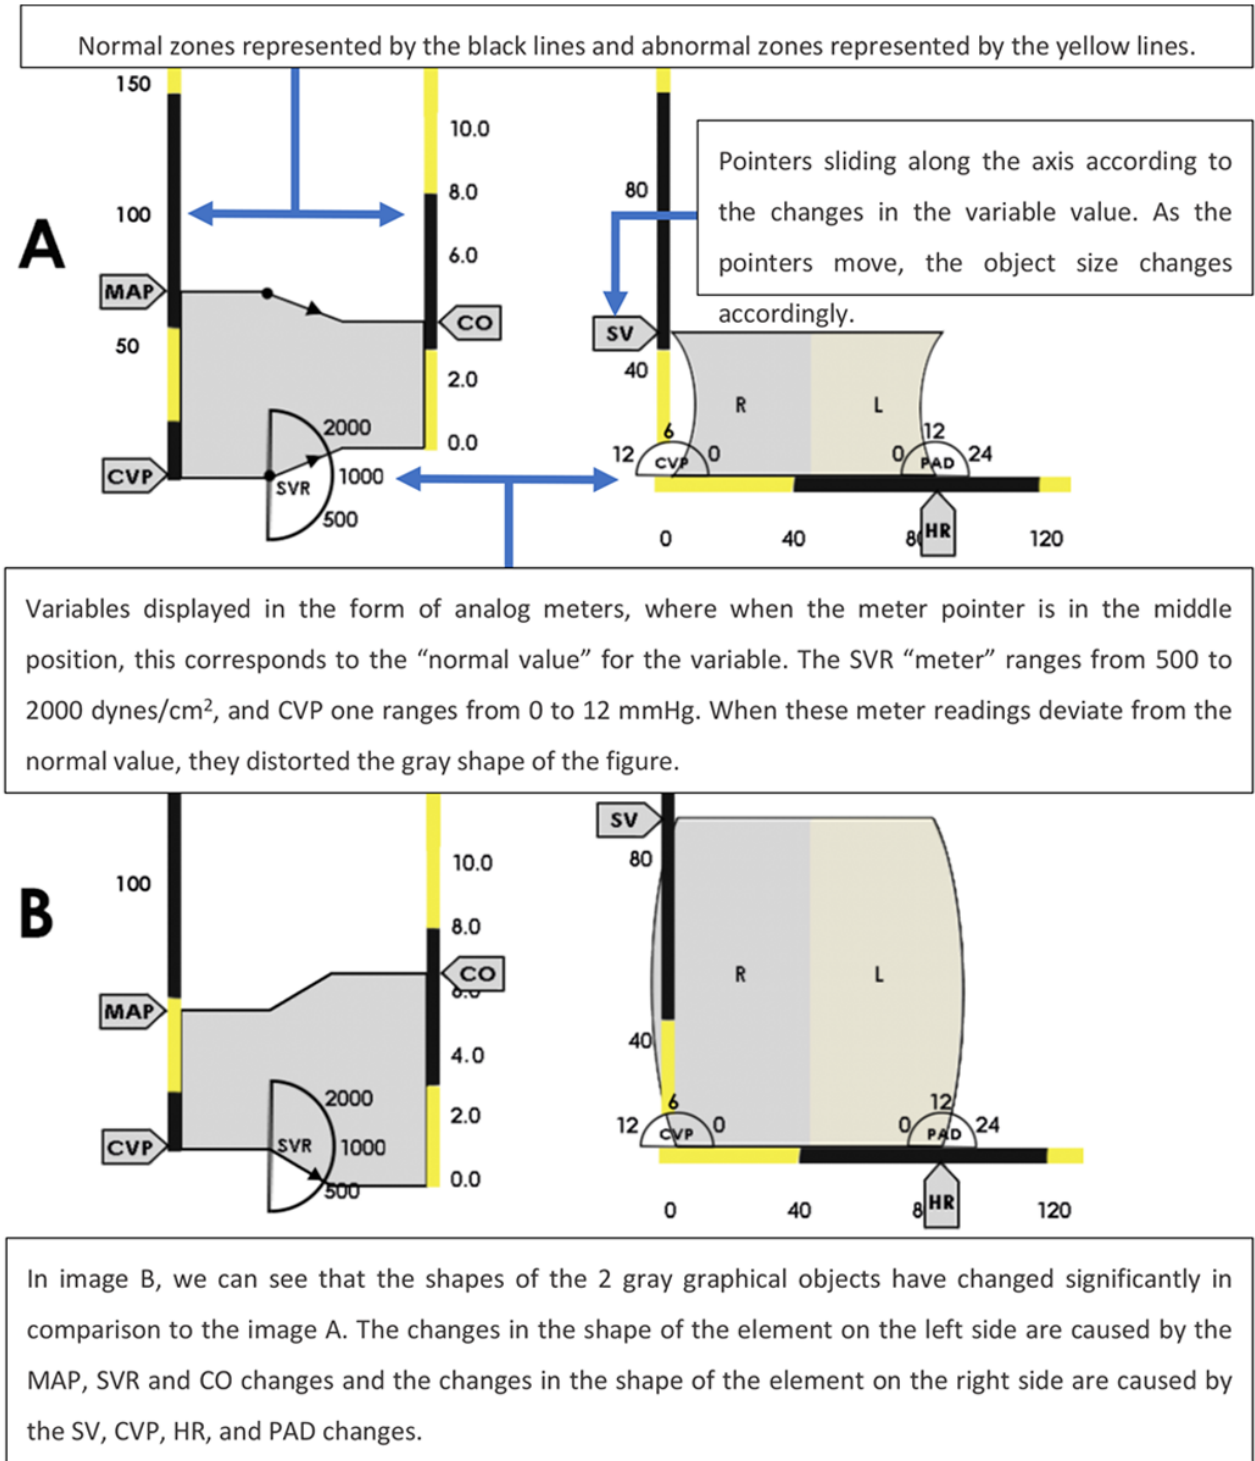 Normal zones represented by the black lines and abnormal zones represented by the yellow lines.
150
10.0
Pointers sliding along the axis according to
the changes in the variable value. As the
pointers move, the object size changes
accordingly.
80
8.0
100
A
6.0
MAP
CO
SV
50
2.0
40
R
L
2000
0.0
6
12
12
CVP
0
0
PAD
24
CVP
SVR
1000
500
0
40
HR
120
Variables displayed in the form of analog meters, where when the meter pointer is in the middle
position, this corresponds to the “normal value” for the variable. The SVR “meter” ranges from 500 to
2000 dynes/cm², and CVP one ranges from 0 to 12 mmHg. When these meter readings deviate from the
normal value, they distorted the gray shape of the figure.
SV
80
10.0
100
B
8.0
CO
6.0
R
L
MAP
40
4.0
2000
6
12
2.0
12
CVP
0
0
PAD
24
CVP
SVR
1000
500
0.0
0
40
8
HR
120
In image B, we can see that the shapes of the 2 gray graphical objects have changed significantly in
comparison to the image A. The changes in the shape of the element on the left side are caused by the
MAP, SVR and CO changes and the changes in the shape of the element on the right side are caused by
the SV, CVP, HR, and PAD changes.